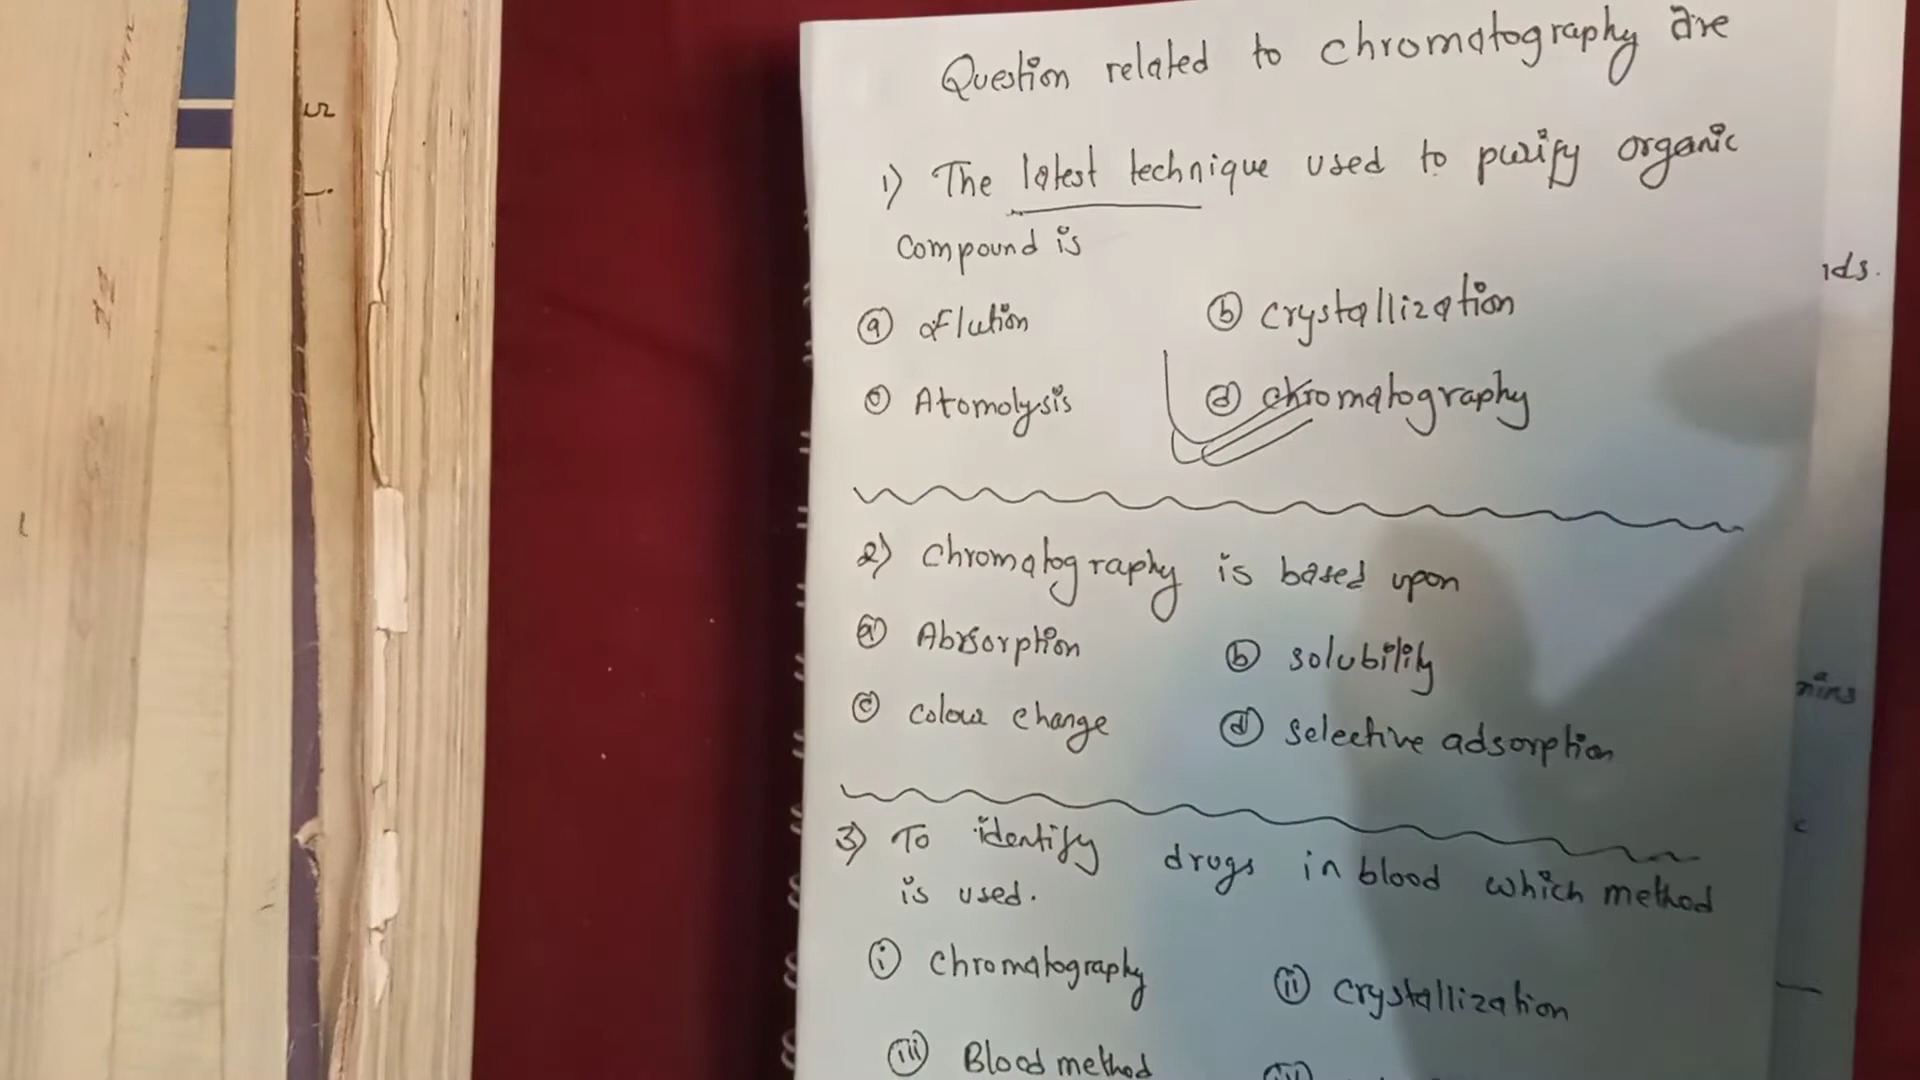 Question related to chromatography are
1) The latest technique used to purify organic
compound is
(b) crystallization
(c) Atomolysis (d) chromatography
2) chromatography is based upon
(a) Absorption (b) solubility
(c) colour change (d) selective adsorption
3) To identify drugs in blood which method
is used.
(i) chromatography (ii) crystallization
(iii) Blood method